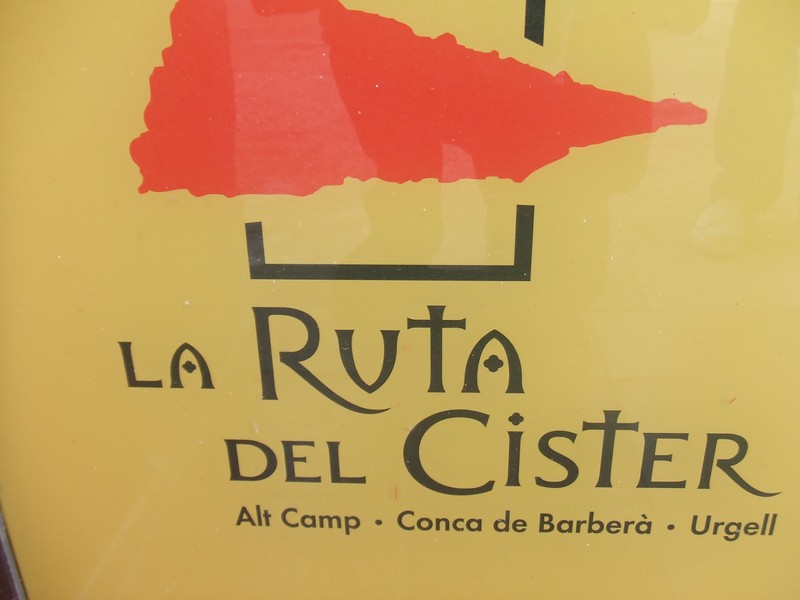 LA RUTA
DEL CISTER
Alt Camp • Conca de Barberà • Urgell